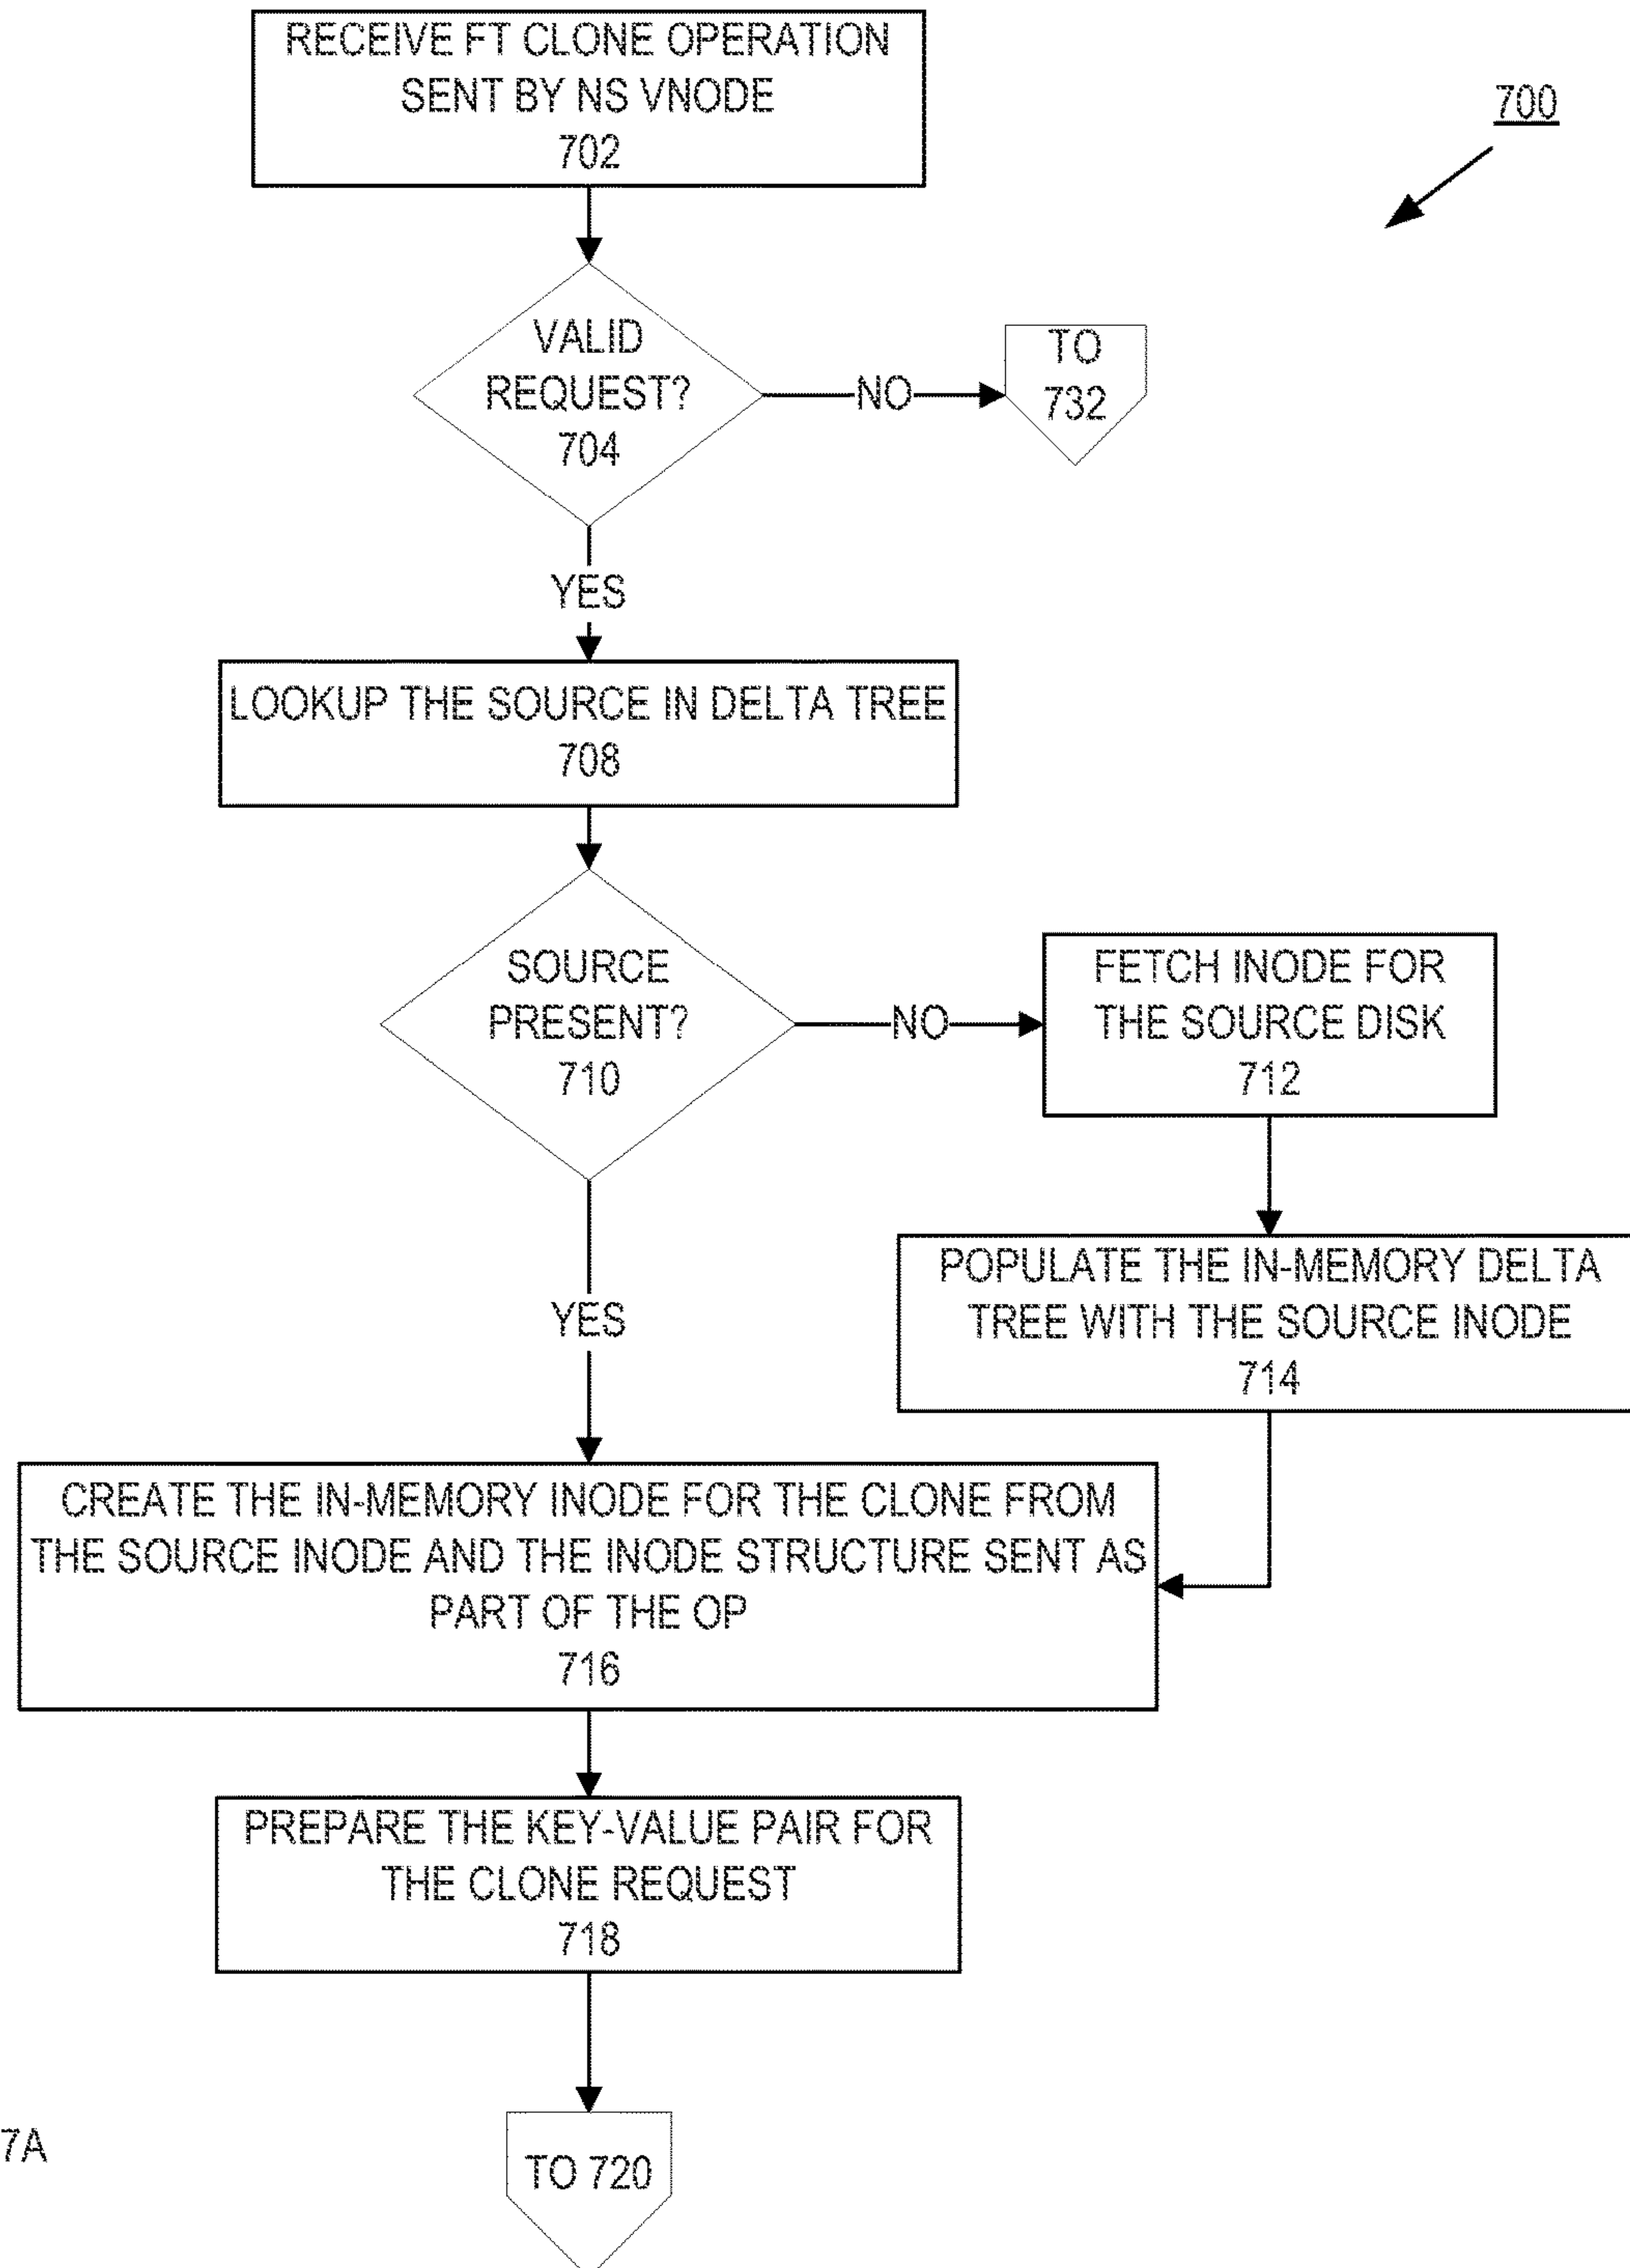 RECEIVE FT CLONE OPERATION
SENT BY NS VNODE
702
700
VALID
REQUEST?
704
NO
TO
732
YES
LOOKUP THE SOURCE IN DELTA TREE
708
SOURCE
PRESENT?
710
NO
FETCH INODE FOR
THE SOURCE DISK
712
POPULATE THE IN-MEMORY DELTA
TREE WITH THE SOURCE INODE
714
YES
CREATE THE IN-MEMORY INODE FOR THE CLONE FROM
THE SOURCE INODE AND THE INODE STRUCTURE SENT AS
PART OF THE OP
716
PREPARE THE KEY-VALUE PAIR FOR
THE CLONE REQUEST
718
7A
TO 720